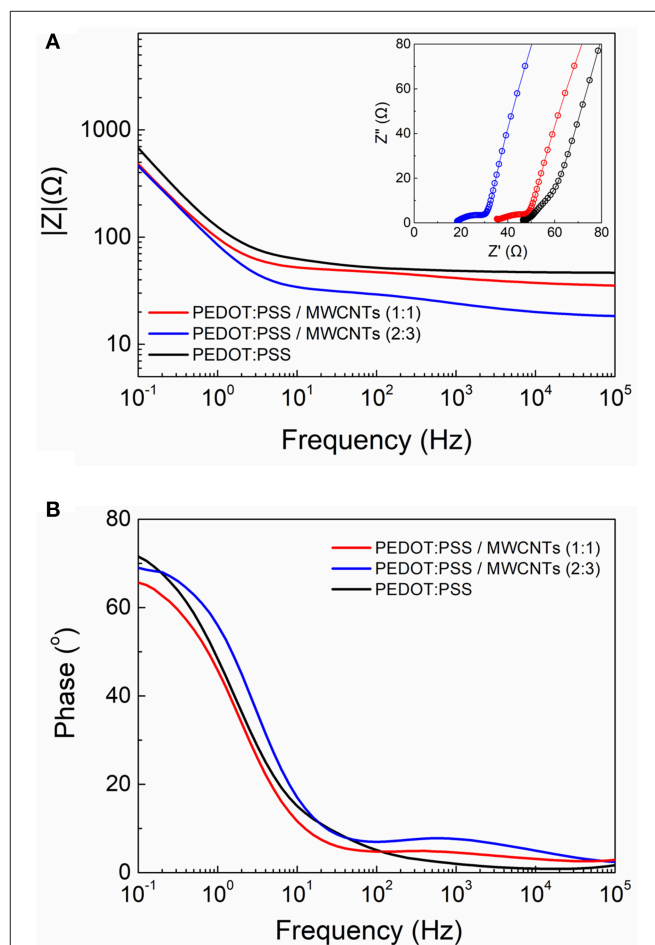 A
|Z|(Ω)
1000
100
10
10⁻¹ 10⁰ 10¹ 10² 10³ 10⁴ 10⁵
Frequency (Hz)
PEDOT:PSS / MWCNTs (1:1)
PEDOT:PSS / MWCNTs (2:3)
PEDOT:PSS
Z'' (Ω)
80
60
40
20
0
0 20 40 60 80
Z' (Ω)
B
Phase (°)
80
60
40
20
0
10⁻¹ 10⁰ 10¹ 10² 10³ 10⁴ 10⁵
Frequency (Hz)
PEDOT:PSS / MWCNTs (1:1)
PEDOT:PSS / MWCNTs (2:3)
PEDOT:PSS